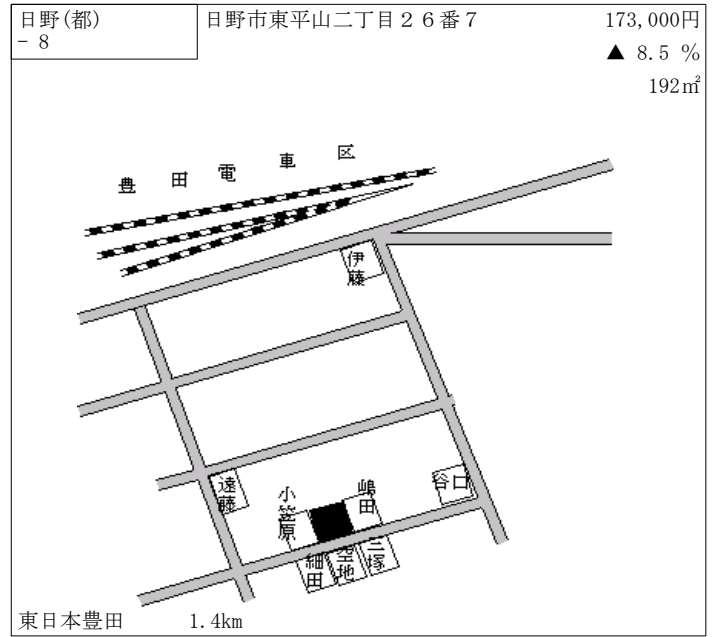 日野(都)
－8
日野市東平山二丁目２６番７
173,000円
▲ 8.5 %
192㎡
豊田電車区
伊藤
遠藤
小笠原
嶋田
谷口
細田
空地
三塚
東日本豊田 1.4km